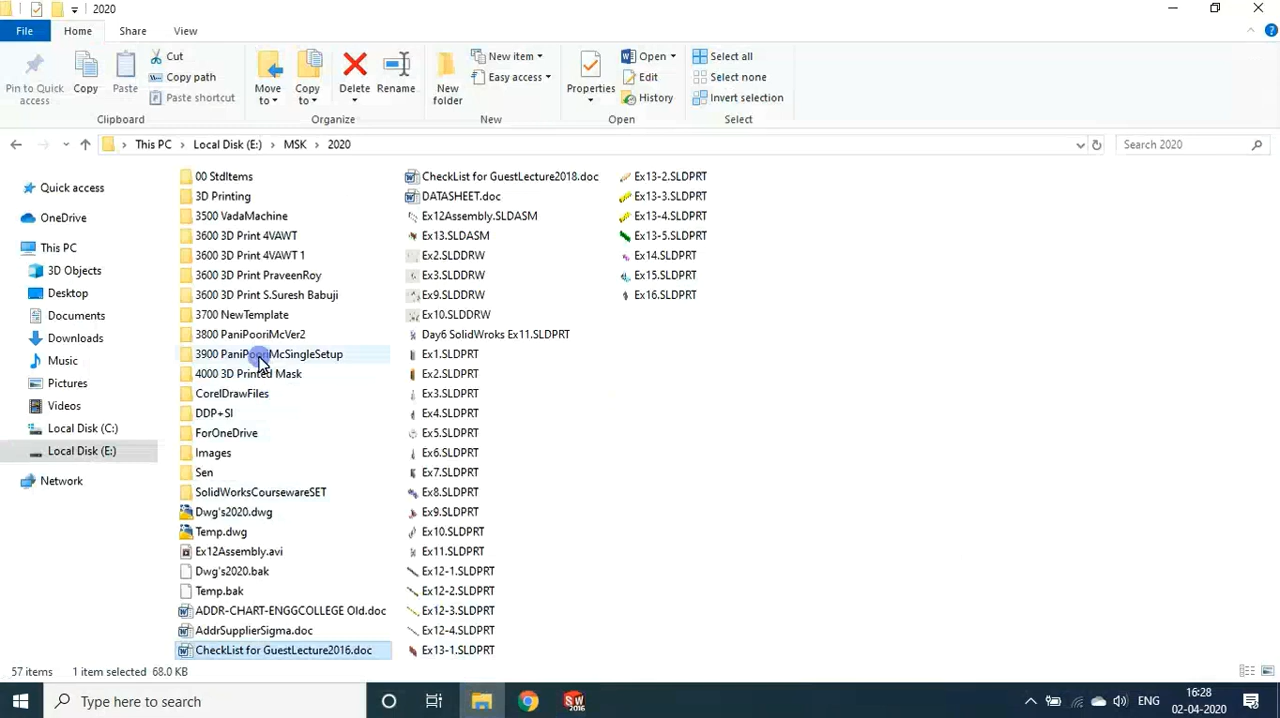 2020
File Home Share View
Pin to Quick access
Copy
Paste
Cut
Copy path
Paste shortcut
Clipboard
Move to
Copy to
Delete
Rename
Organize
New folder
New item
Easy access
New
Properties
Open
Edit
History
Open
Select all
Select none
Invert selection
Select
This PC Local Disk (E:) MSK 2020
Search 2020
Quick access
OneDrive
This PC
3D Objects
Desktop
Documents
Downloads
Music
Pictures
Videos
Local Disk (C:)
Local Disk (E:)
Network
00 StdItems
3D Printing
3500 VadaMachine
3600 3D Print 4VAWT
3600 3D Print 4VAWT 1
3600 3D Print PraveenRoy
3600 3D Print S.Suresh Babuji
3700 NewTemplate
3800 PaniPooriMcVer2
3900 PaniPooriMcSingleSetup
4000 3D Printed Mask
CorelDrawFiles
DDP+SI
ForOneDrive
Images
Sen
SolidWorksCoursewareSET
Dwg's2020.dwg
Temp.dwg
Ex12Assembly.avi
Dwg's2020.bak
Temp.bak
ADDR-CHART-ENGGCOLLEGE Old.doc
AddrSupplierSigma.doc
CheckList for GuestLecture2016.doc
CheckList for GuestLecture2018.doc
DATASHEET.doc
Ex12Assembly.SLDASM
Ex13.SLDASM
Ex2.SLDDRW
Ex3.SLDDRW
Ex9.SLDDRW
Ex10.SLDDRW
Day6 SolidWroks Ex11.SLDPRT
Ex1.SLDPRT
Ex2.SLDPRT
Ex3.SLDPRT
Ex4.SLDPRT
Ex5.SLDPRT
Ex6.SLDPRT
Ex7.SLDPRT
Ex8.SLDPRT
Ex9.SLDPRT
Ex10.SLDPRT
Ex11.SLDPRT
Ex12-1.SLDPRT
Ex12-2.SLDPRT
Ex12-3.SLDPRT
Ex12-4.SLDPRT
Ex13-1.SLDPRT
Ex13-2.SLDPRT
Ex13-3.SLDPRT
Ex13-4.SLDPRT
Ex13-5.SLDPRT
Ex14.SLDPRT
Ex15.SLDPRT
Ex16.SLDPRT
57 items 1 item selected 68.0 KB
Type here to search
SW
2016
ENG
16:28
02-04-2020